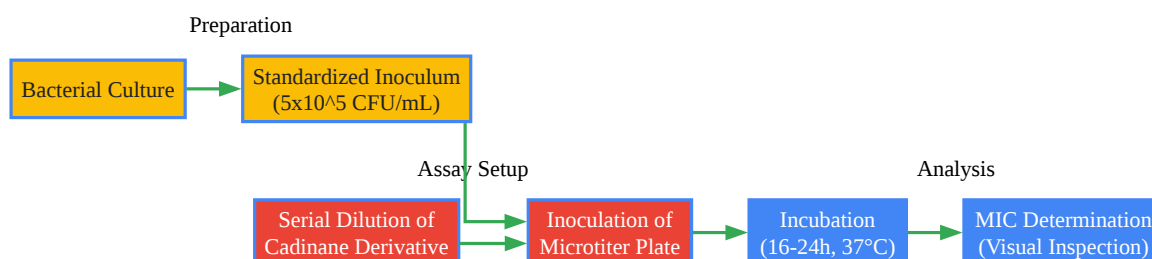 Preparation
Bacterial Culture
Standardized Inoculum
(5x10^5 CFU/mL)
Assay Setup
Analysis
Serial Dilution of
Cadinane Derivative
Inoculation of
Microtiter Plate
Incubation
(16-24h, 37°C)
MIC Determination
(Visual Inspection)